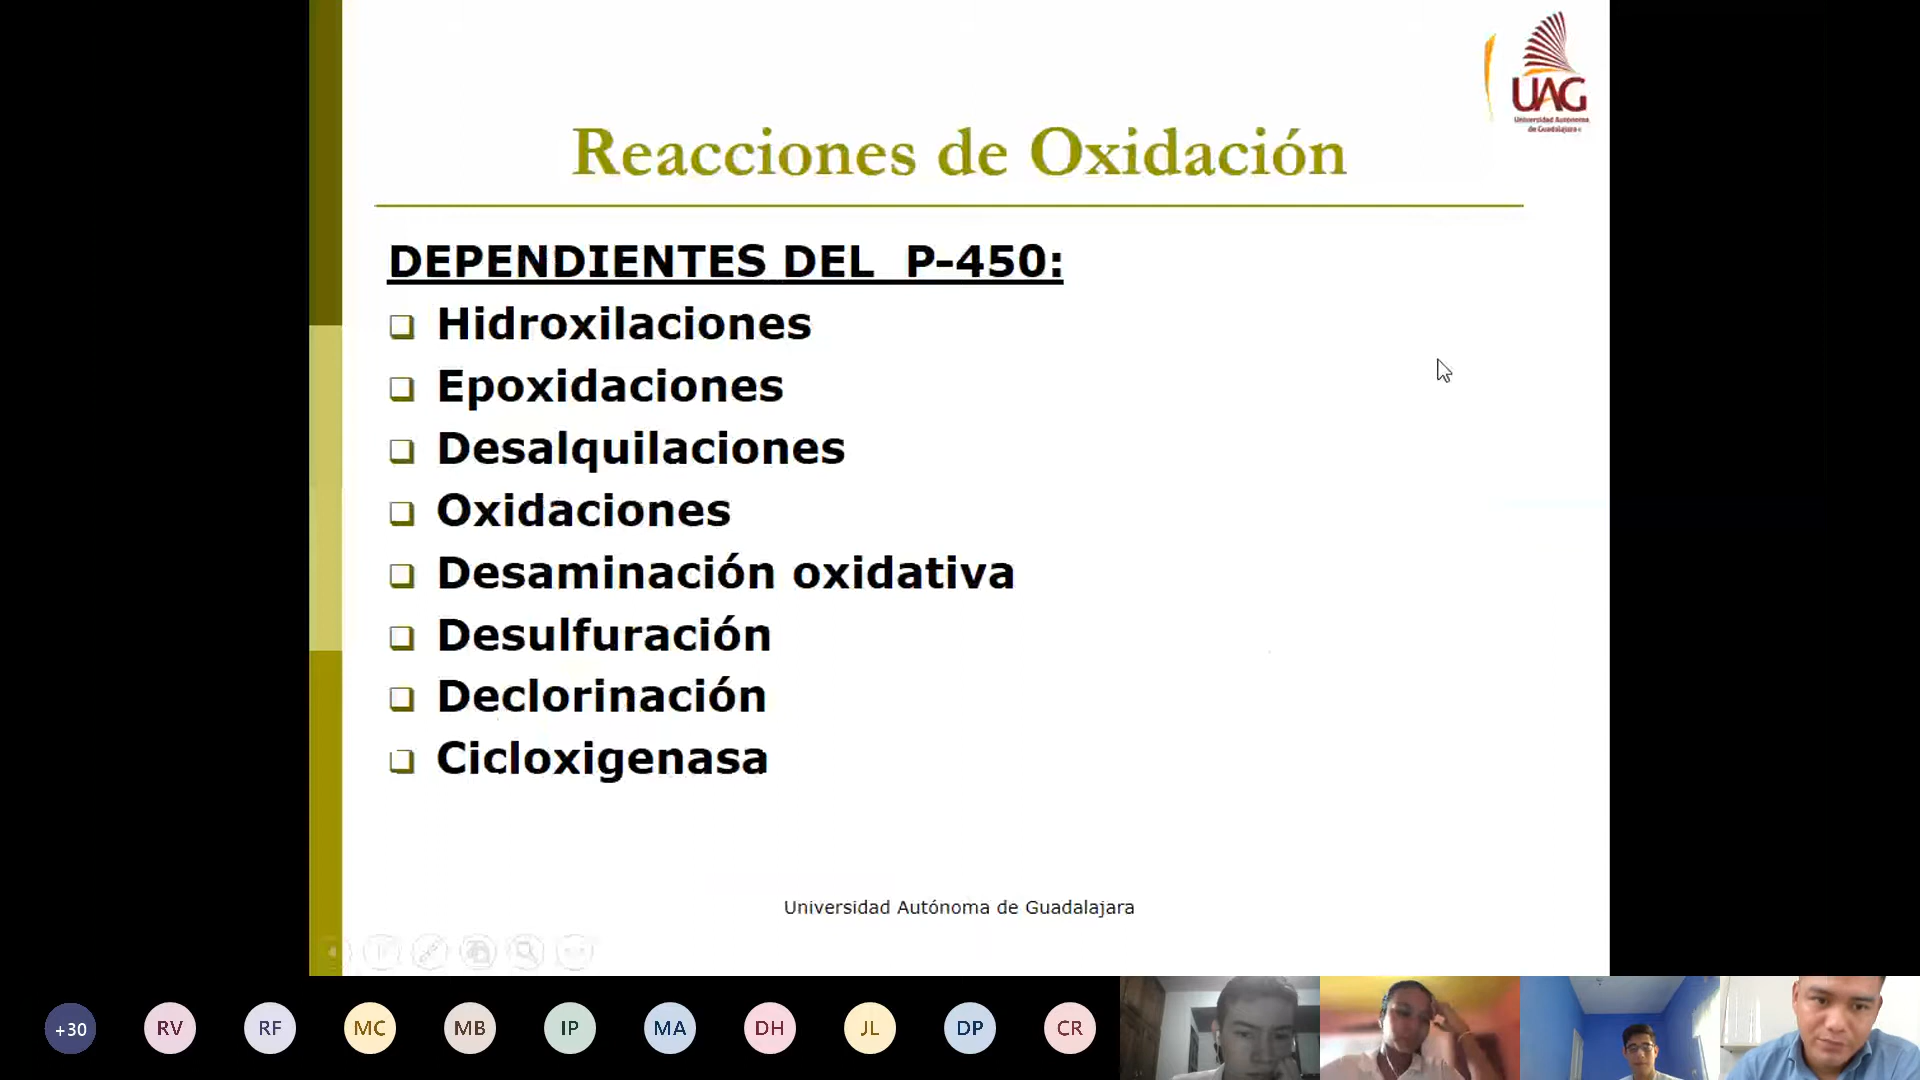 UAG
Universidad Autónoma
de Guadalajara
Reacciones de Oxidación
DEPENDIENTES DEL P-450:
Hidroxilaciones
Epoxidaciones
Desalquilaciones
Oxidaciones
Desaminación oxidativa
Desulfuración
Declorinación
Cicloxigenasa
Universidad Autónoma de Guadalajara
+30
RV
RF
MC
MB
IP
MA
DH
JL
DP
CR